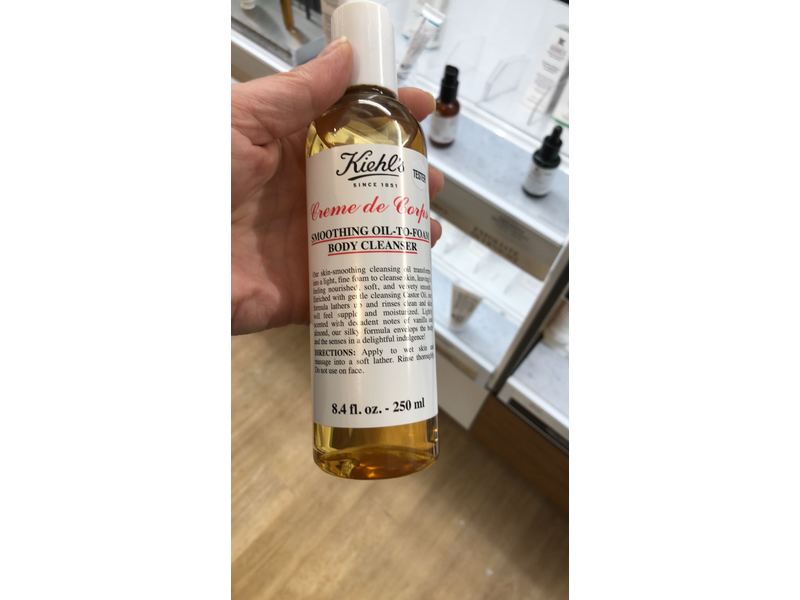 Kiehl's
SINCE 1851
TESTER
Creme de Corps
SMOOTHING OIL-TO-FOAM
BODY CLEANSER
Our skin-smoothing cleansing oil transforms
into a light, fine foam to cleanse skin, leaving it
feeling nourished, soft, and velvety smooth.
Enriched with gentle cleansing Castor Oil, our
formula lathers up and rinses clean and skin
will feel supple and moisturized. Lightly
scented with decadent notes of vanilla and
almond, our silky formula envelops the body
and the senses in a delightful indulgence!
DIRECTIONS: Apply to wet skin and
massage into a soft lather. Rinse thoroughly.
Do not use on face.
8.4 fl. oz. - 250 ml